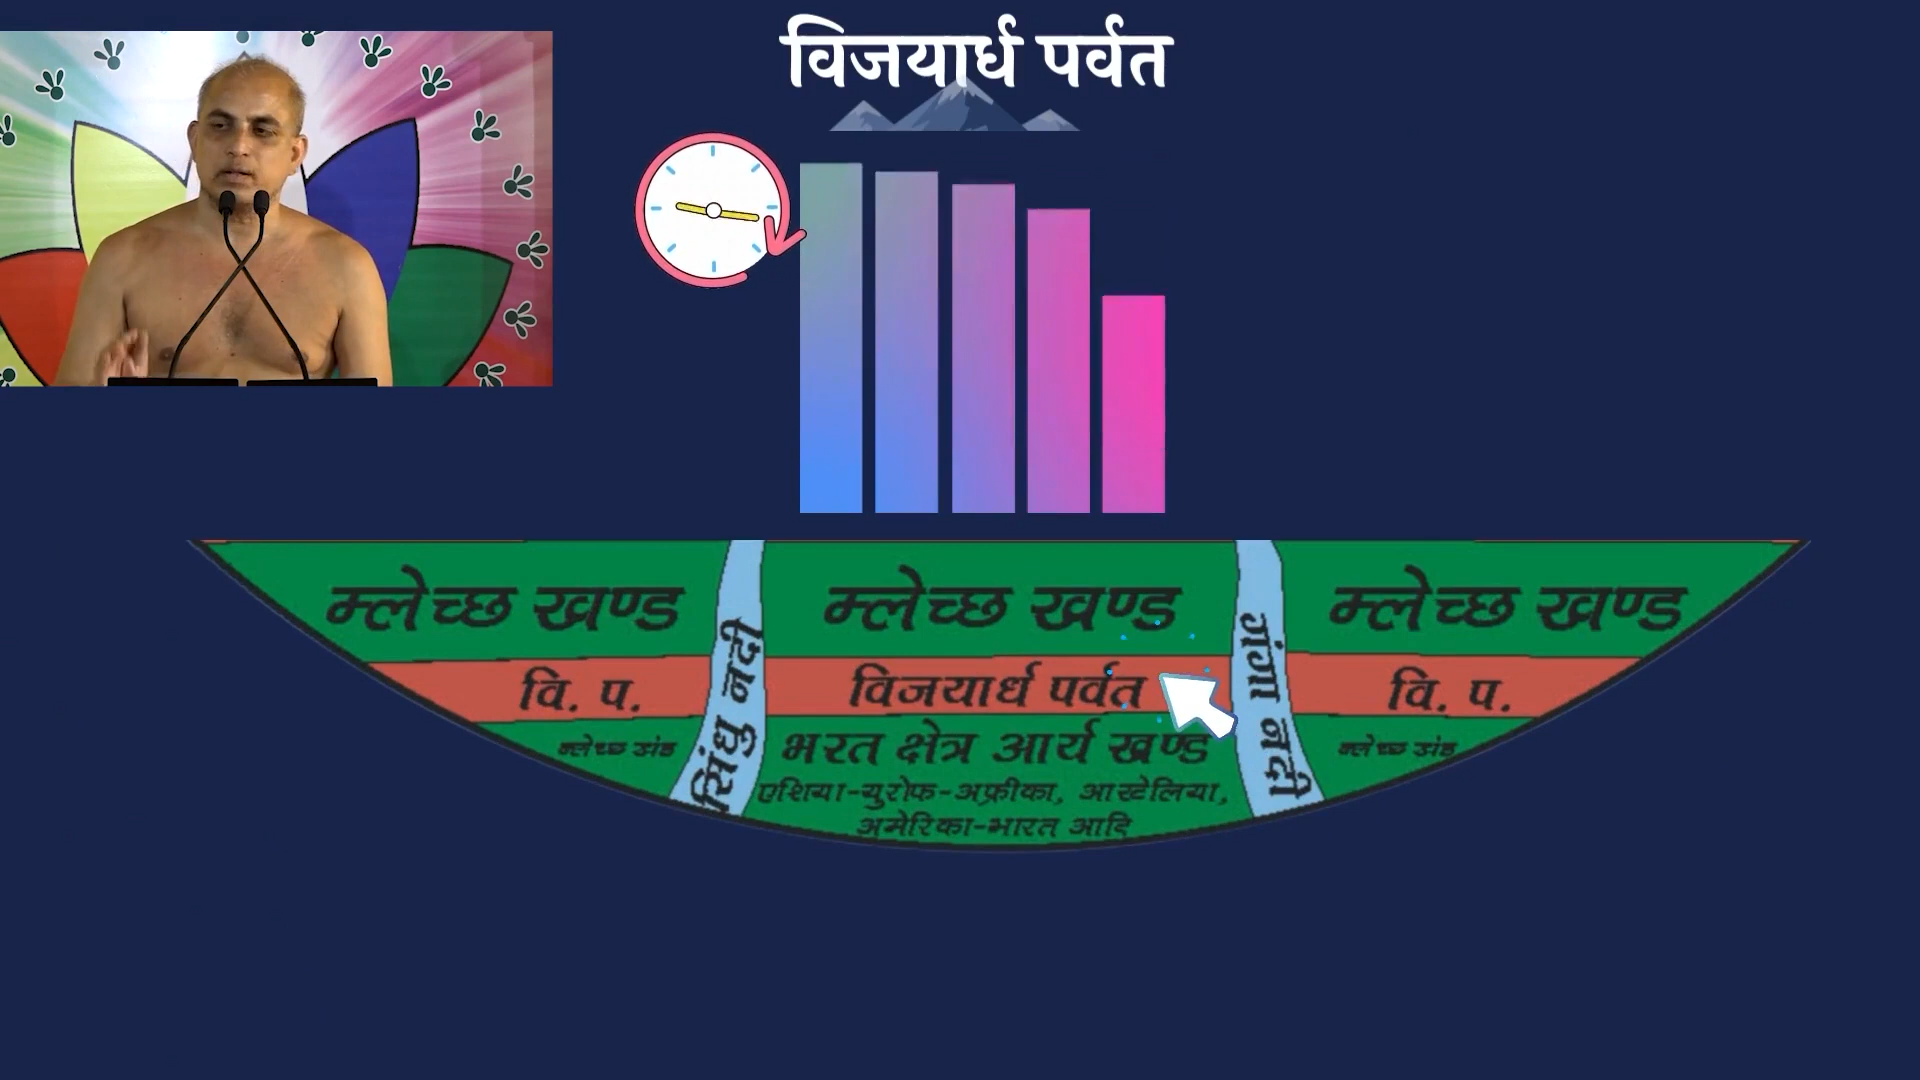 विजयार्ध पर्वत
म्लेच्छ खण्ड
म्लेच्छ खण्ड
म्लेच्छ खण्ड
सिंधु नदी
गंगा नदी
वि. प.
विजयार्ध पर्वत
वि. प.
म्लेच्छ खंड
भरत क्षेत्र आर्य खण्ड
म्लेच्छ खंड
एशिया-युरोफ-अफ्रीका, आस्टेलिया,
अमेरिका-भारत आदि